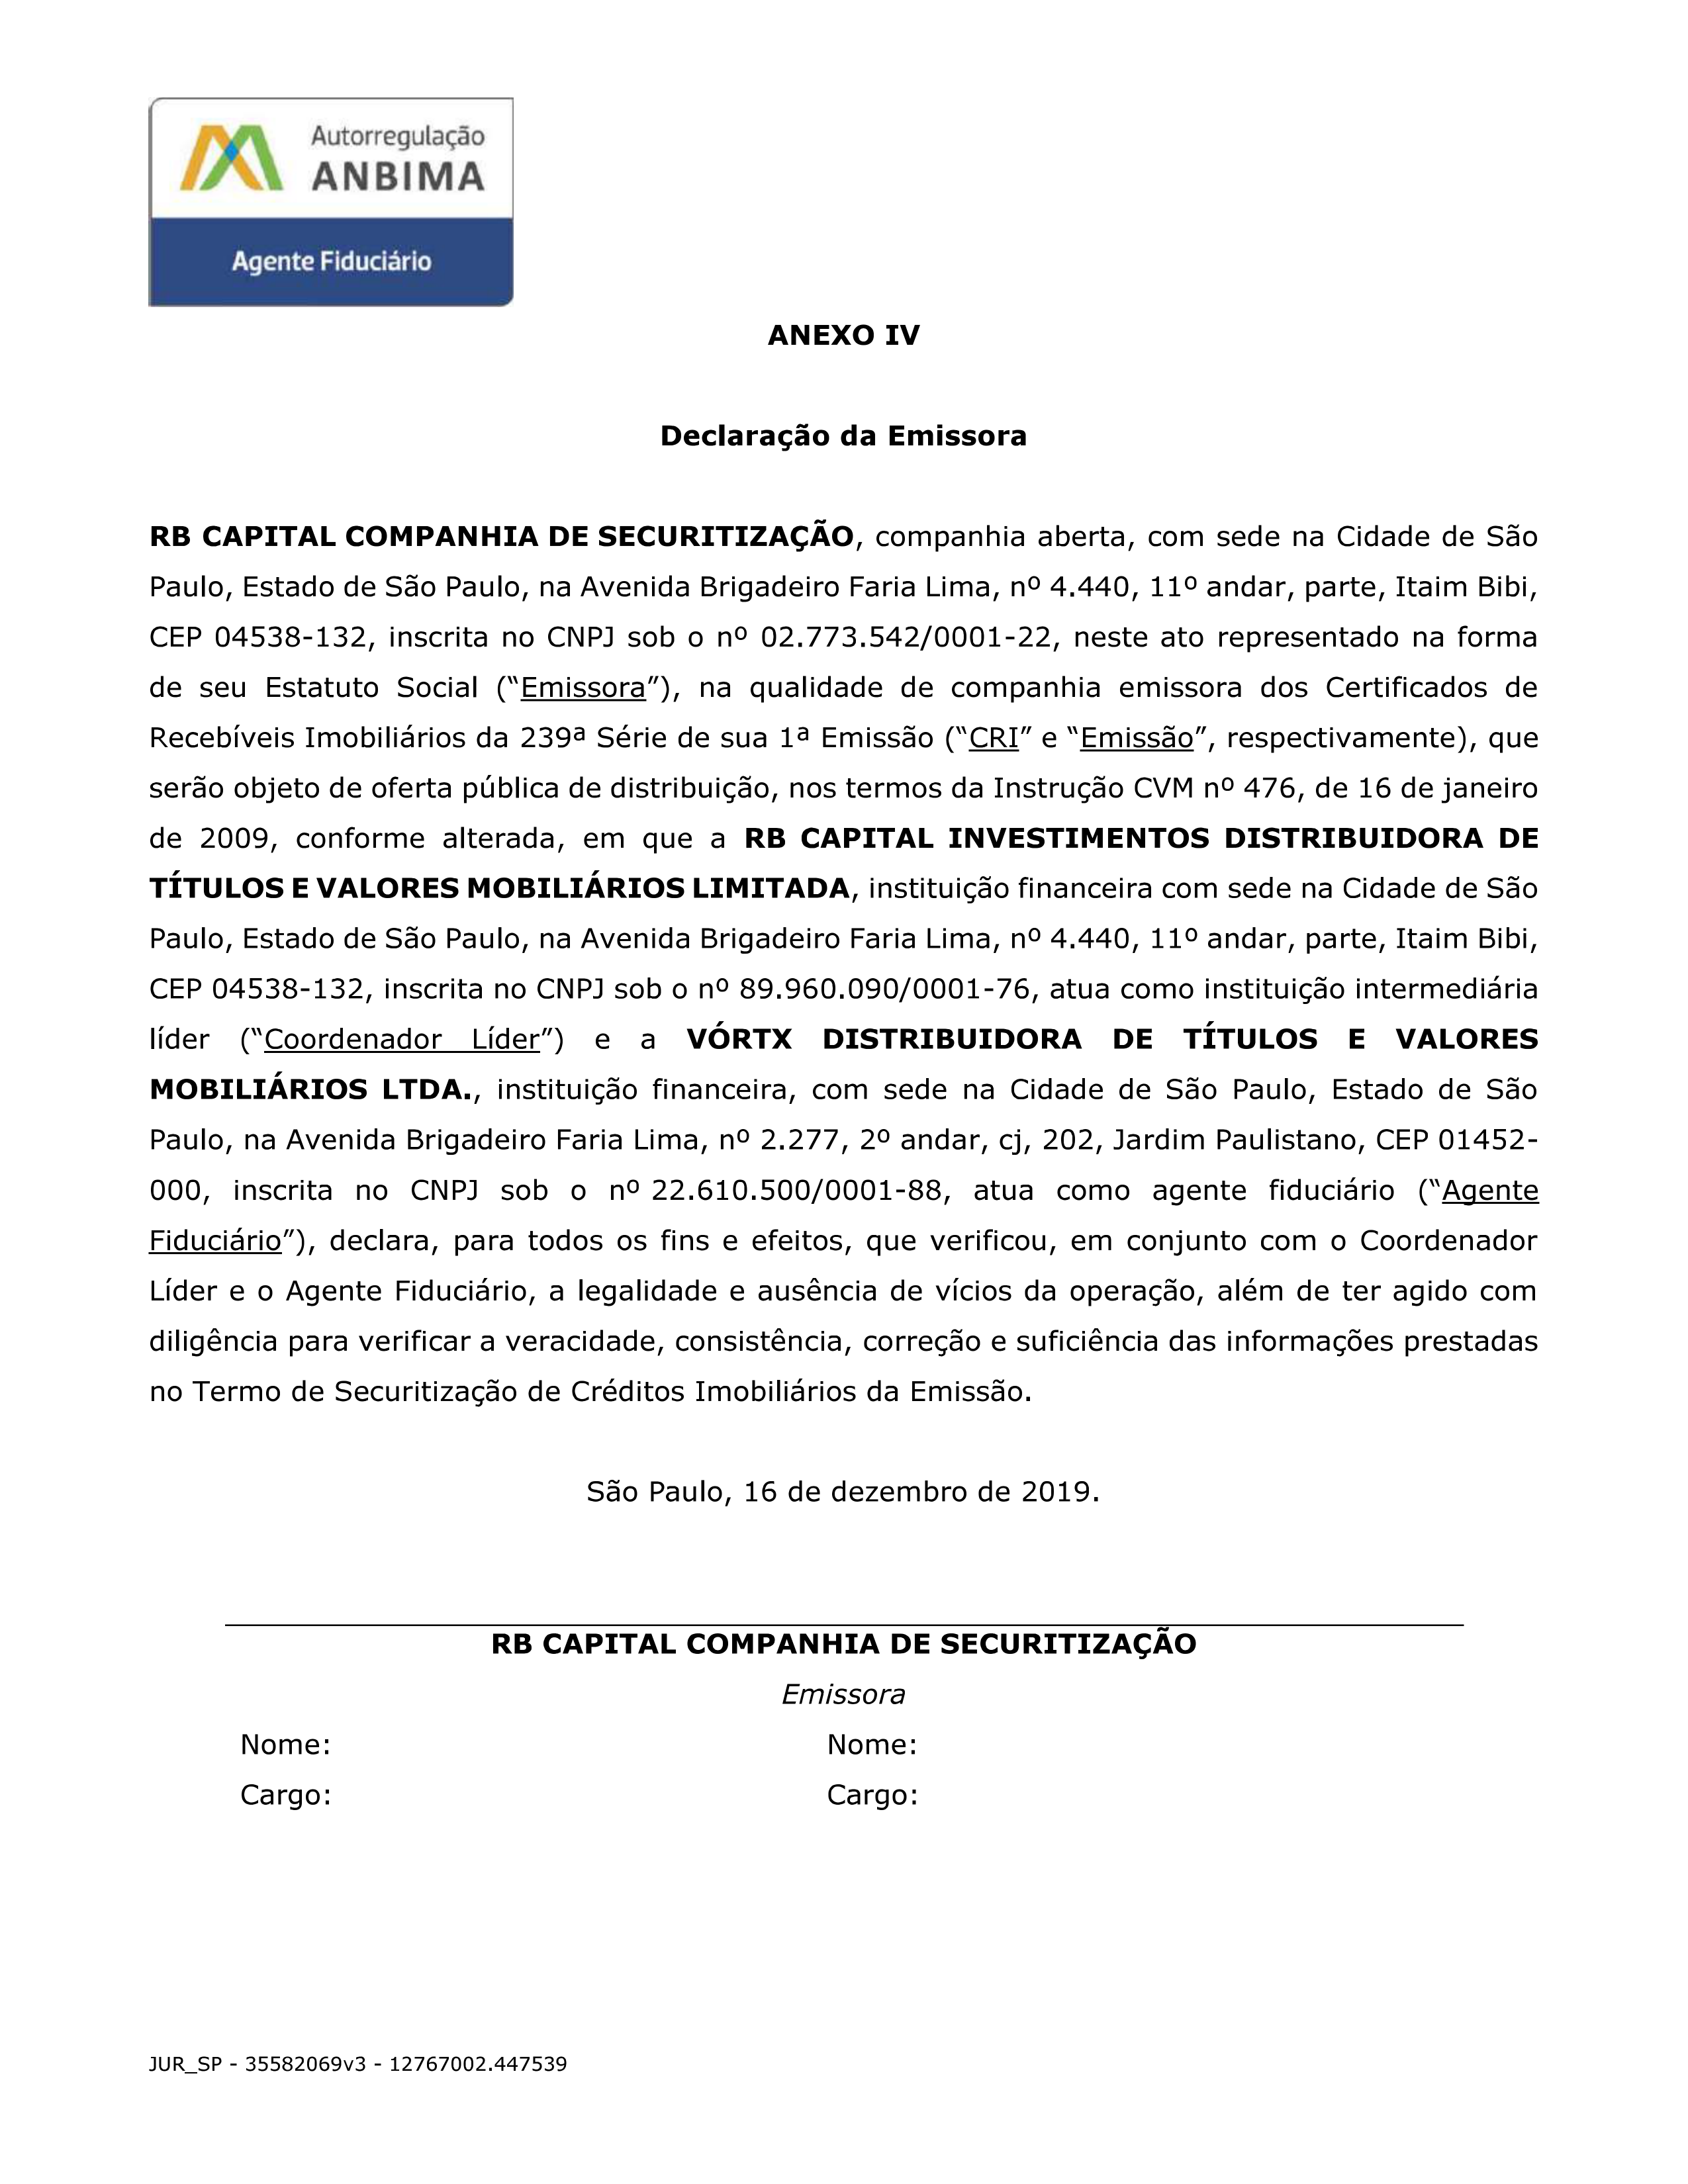 Autorregulação
ANBIMA
Agente Fiduciário
ANEXO IV
Declaração da Emissora
RB CAPITAL COMPANHIA DE SECURITIZAÇÃO, companhia aberta, com sede na Cidade de São
Paulo, Estado de São Paulo, na Avenida Brigadeiro Faria Lima, nº 4.440, 11º andar, parte, Itaim Bibi,
CEP 04538-132, inscrita no CNPJ sob o nº 02.773.542/0001-22, neste ato representado na forma
de seu Estatuto Social (“Emissora”), na qualidade de companhia emissora dos Certificados de
Recebíveis Imobiliários da 239ª Série de sua 1ª Emissão (“CRI” e “Emissão”, respectivamente), que
serão objeto de oferta pública de distribuição, nos termos da Instrução CVM nº 476, de 16 de janeiro
de 2009, conforme alterada, em que a RB CAPITAL INVESTIMENTOS DISTRIBUIDORA DE
TÍTULOS E VALORES MOBILIÁRIOS LIMITADA, instituição financeira com sede na Cidade de São
Paulo, Estado de São Paulo, na Avenida Brigadeiro Faria Lima, nº 4.440, 11º andar, parte, Itaim Bibi,
CEP 04538-132, inscrita no CNPJ sob o nº 89.960.090/0001-76, atua como instituição intermediária
líder (“Coordenador Líder”) e a VÓRTX DISTRIBUIDORA DE TÍTULOS E VALORES
MOBILIÁRIOS LTDA., instituição financeira, com sede na Cidade de São Paulo, Estado de São
Paulo, na Avenida Brigadeiro Faria Lima, nº 2.277, 2º andar, cj, 202, Jardim Paulistano, CEP 01452-
000, inscrita no CNPJ sob o nº 22.610.500/0001-88, atua como agente fiduciário (“Agente
Fiduciário”), declara, para todos os fins e efeitos, que verificou, em conjunto com o Coordenador
Líder e o Agente Fiduciário, a legalidade e ausência de vícios da operação, além de ter agido com
diligência para verificar a veracidade, consistência, correção e suficiência das informações prestadas
no Termo de Securitização de Créditos Imobiliários da Emissão.
São Paulo, 16 de dezembro de 2019.
RB CAPITAL COMPANHIA DE SECURITIZAÇÃO
Emissora
Nome: Nome:
Cargo: Cargo:
JUR_SP - 35582069v3 - 12767002.447539